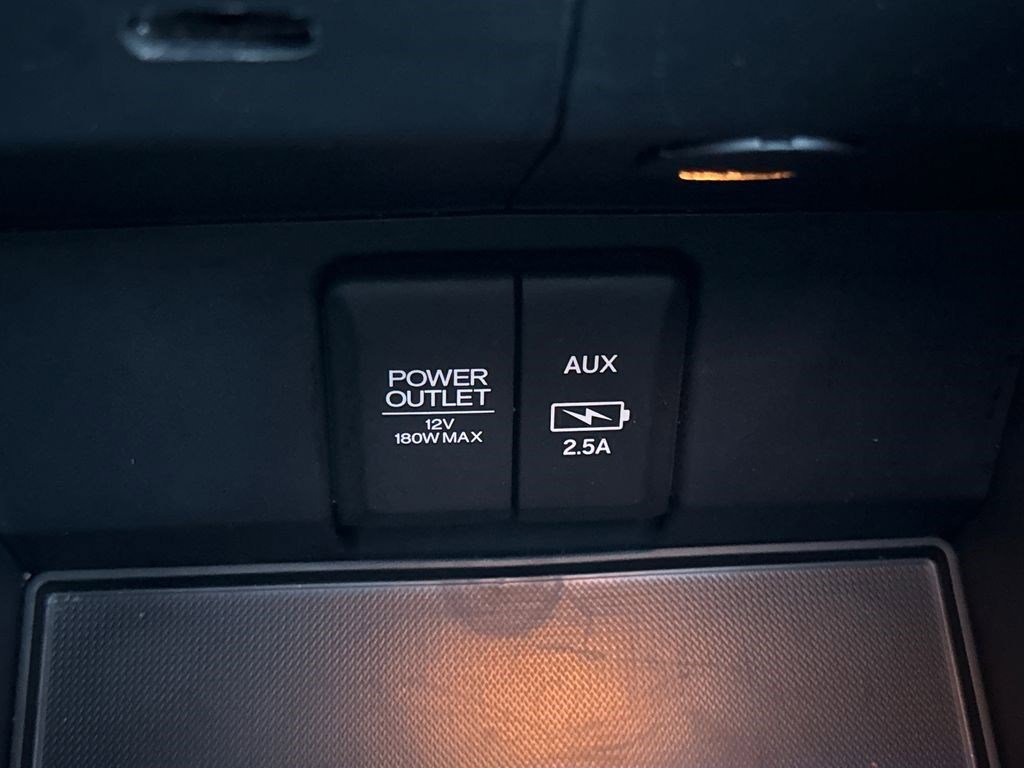 POWER
OUTLET
12V
180W MAX
AUX
2.5A